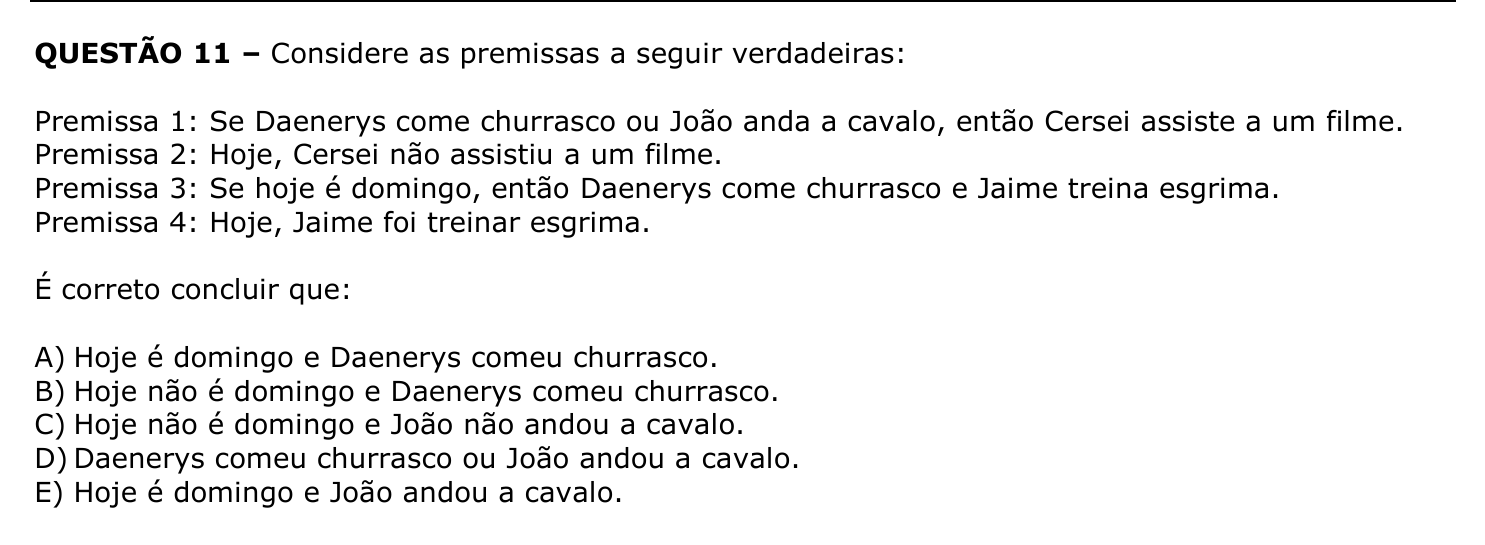 QUESTÃO 11 – Considere as premissas a seguir verdadeiras:
Premissa 1: Se Daenerys come churrasco ou João anda a cavalo, então Cersei assiste a um filme.
Premissa 2: Hoje, Cersei não assistiu a um filme.
Premissa 3: Se hoje é domingo, então Daenerys come churrasco e Jaime treina esgrima.
Premissa 4: Hoje, Jaime foi treinar esgrima.
É correto concluir que:
A) Hoje é domingo e Daenerys comeu churrasco.
B) Hoje não é domingo e Daenerys comeu churrasco.
C) Hoje não é domingo e João não andou a cavalo.
D) Daenerys comeu churrasco ou João andou a cavalo.
E) Hoje é domingo e João andou a cavalo.